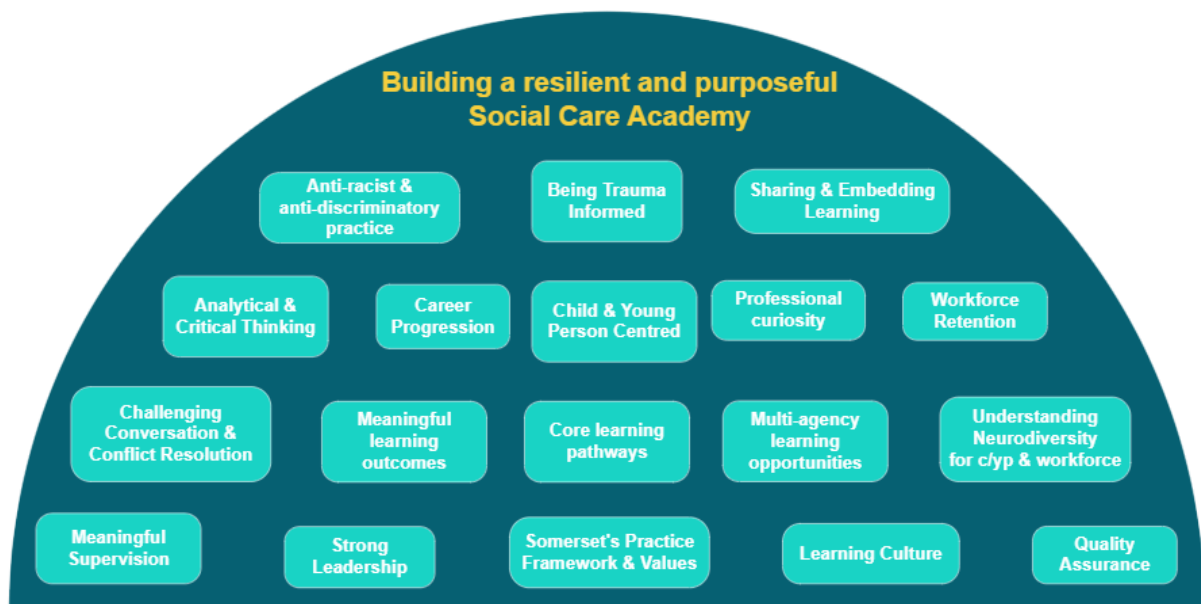 Building a resilient and purposeful
Social Care Academy
Anti-racist &
anti-discriminatory
practice
Being Trauma
Informed
Sharing & Embedding
Learning
Analytical &
Critical Thinking
Career
Progression
Child & Young
Person Centred
Professional
curiosity
Workforce
Retention
Challenging
Conversation &
Conflict Resolution
Meaningful
learning
outcomes
Core learning
pathways
Multi-agency
learning
opportunities
Understanding
Neurodiversity
for c/yp & workforce
Meaningful
Supervision
Strong
Leadership
Somerset's Practice
Framework & Values
Learning Culture
Quality
Assurance